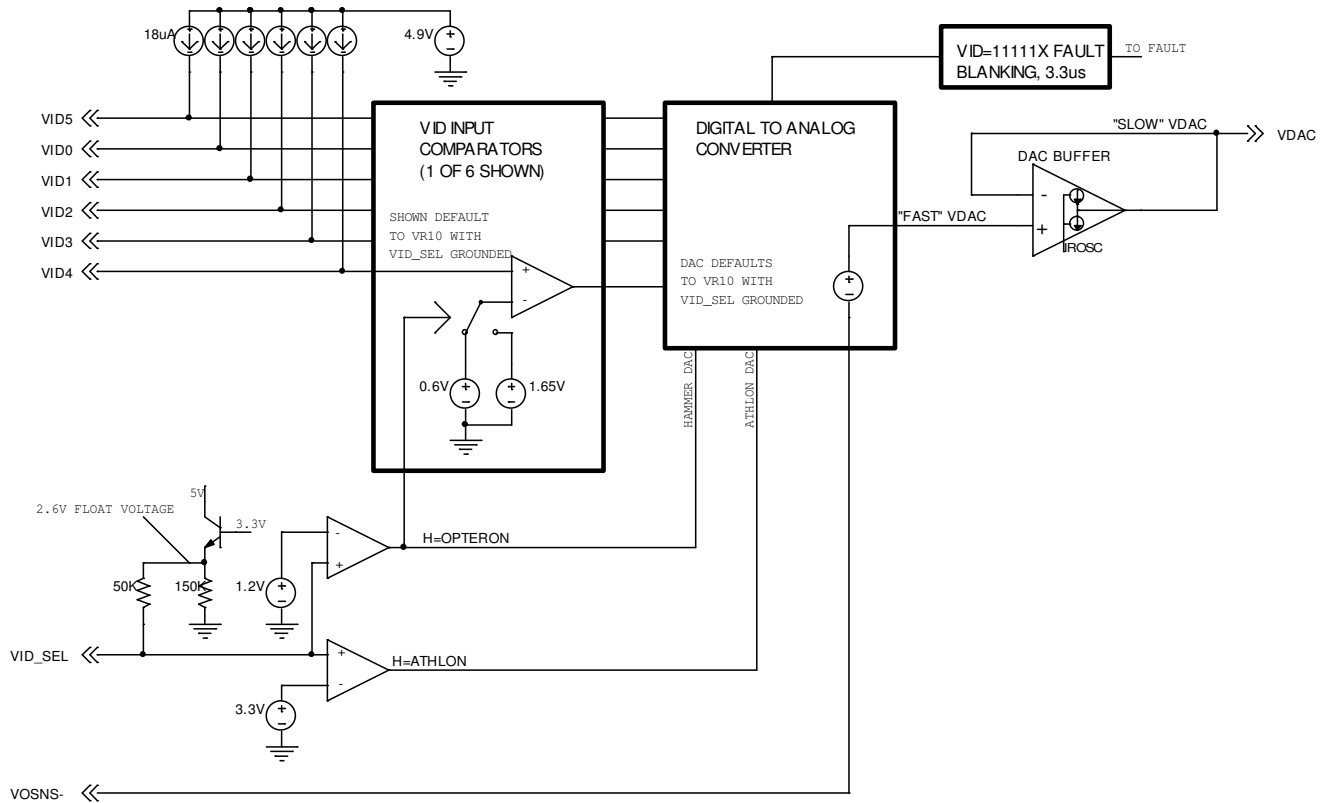 18uA
4.9V
VID=11111X FAULT
BLANKING, 3.3us
TO FAULT
VID5
VID0
VID1
VID2
VID3
VID4
VID INPUT
COMPARATORS
(1 OF 6 SHOWN)
SHOWN DEFAULT
TO VR10 WITH
VID_SEL GROUNDED
+
-
0.6V
+
-
1.65V
+
-
DIGITAL TO ANALOG
CONVERTER
DAC DEFAULTS
TO VR10 WITH
VID_SEL GROUNDED
+
-
"FAST" VDAC
"SLOW" VDAC
VDAC
DAC BUFFER
-
+
IROSC
HAMMER DAC
ATHLON DAC
5V
2.6V FLOAT VOLTAGE
3.3V
50K
150K
1.2V
+
-
-
+
H=OPTERON
VID_SEL
+
-
H=ATHLON
3.3V
+
-
VOSNS-